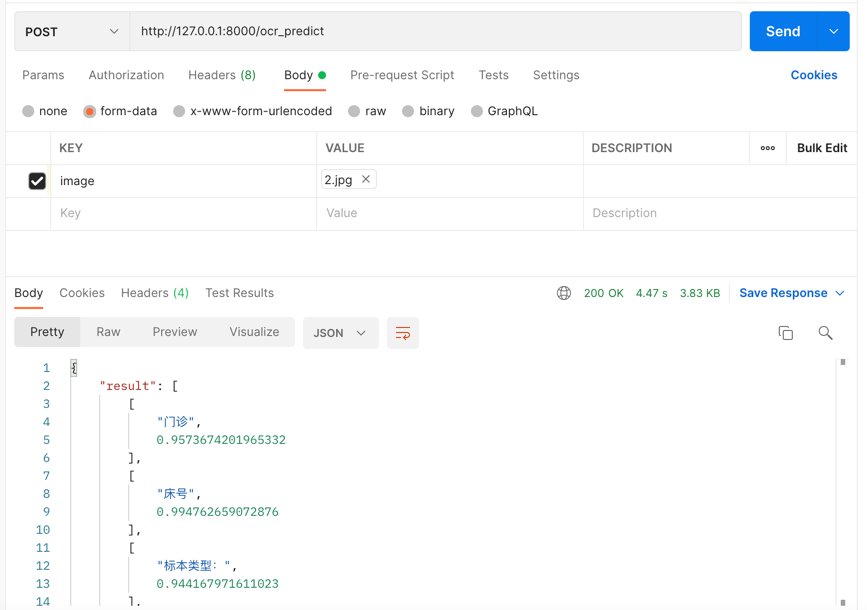 POST http://127.0.0.1:8000/ocr_predict Send
Params Authorization Headers (8) Body Pre-request Script Tests Settings Cookies
none form-data x-www-form-urlencoded raw binary GraphQL
KEY VALUE DESCRIPTION ooo Bulk Edit
image 2.jpg
Key Value Description
Body Cookies Headers (4) Test Results 200 OK 4.47 s 3.83 KB Save Response
Pretty Raw Preview Visualize JSON
1 {
2 "result": [
3 [
4 "门诊",
5 0.9573674201965332
6 ],
7 [
8 "床号",
9 0.994762659072876
10 ],
11 [
12 "标本类型：",
13 0.944167971611023
14 ],